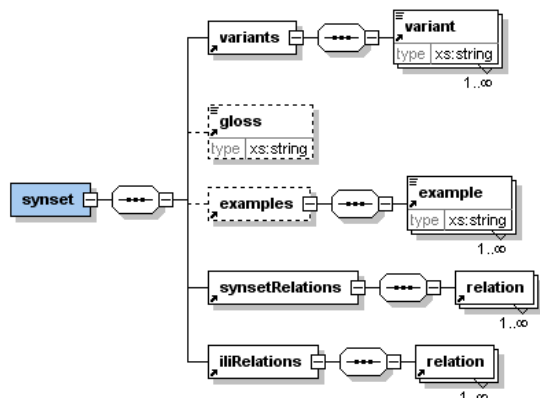 variants
variant
type xs:string
1..∞
gloss
type xs:string
synset
examples
example
type xs:string
1..∞
synsetRelations
relation
1..∞
iliRelations
relation
1..∞